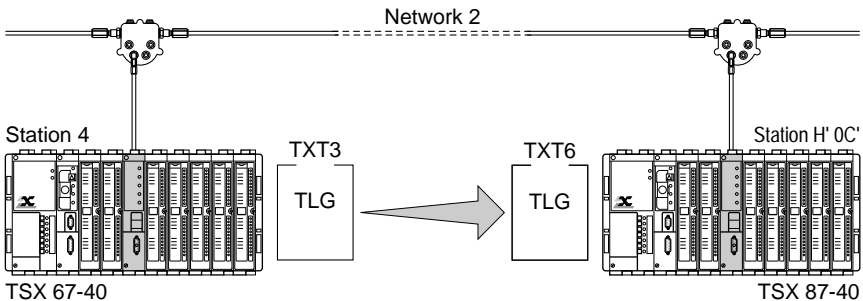 Network 2
Station 4
TXT3
TXT6
Station H' 0C'
TLG
TLG
TSX 67-40
TSX 87-40